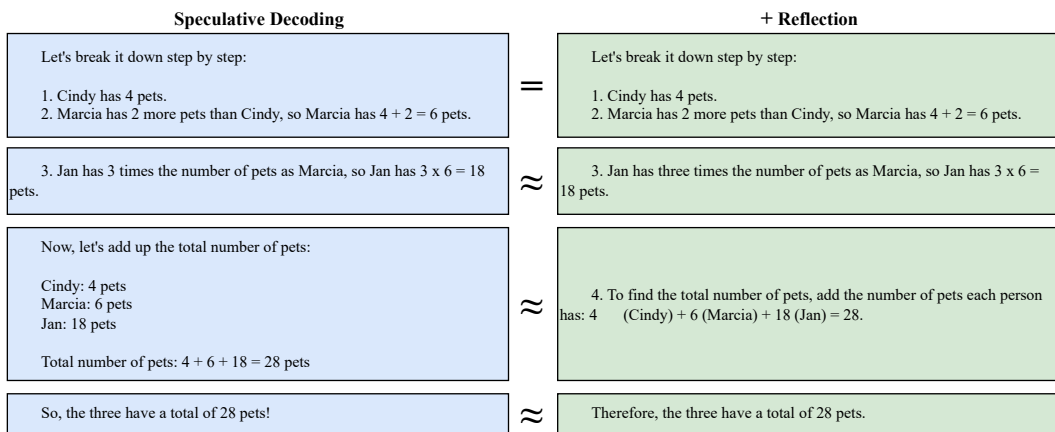 Speculative Decoding
+ Reflection
Let's break it down step by step:
1. Cindy has 4 pets.
2. Marcia has 2 more pets than Cindy, so Marcia has 4 + 2 = 6 pets.
=
Let's break it down step by step:
1. Cindy has 4 pets.
2. Marcia has 2 more pets than Cindy, so Marcia has 4 + 2 = 6 pets.
3. Jan has 3 times the number of pets as Marcia, so Jan has 3 x 6 = 18
pets.
≈
3. Jan has three times the number of pets as Marcia, so Jan has 3 x 6 =
18 pets.
Now, let's add up the total number of pets:
Cindy: 4 pets
Marcia: 6 pets
Jan: 18 pets
Total number of pets: 4 + 6 + 18 = 28 pets
≈
4. To find the total number of pets, add the number of pets each person
has: 4 (Cindy) + 6 (Marcia) + 18 (Jan) = 28.
So, the three have a total of 28 pets!
≈
Therefore, the three have a total of 28 pets.